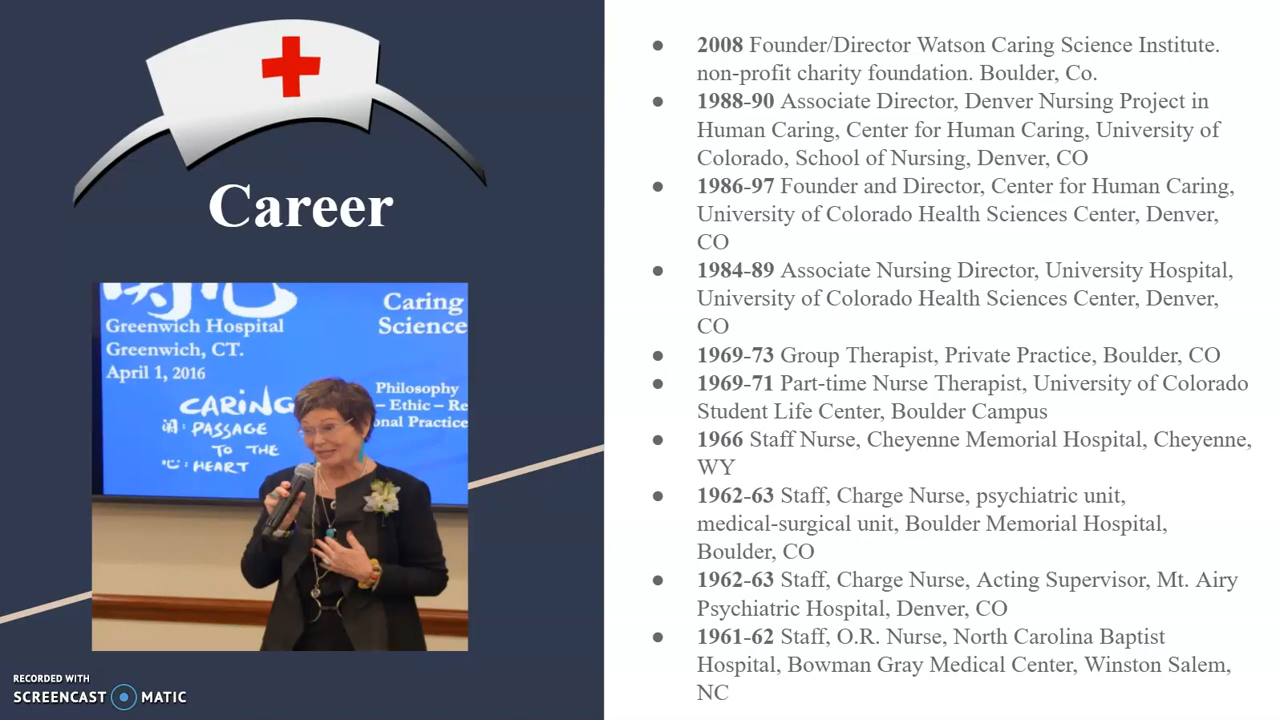 Career
关心
Greenwich Hospital
Greenwich, CT.
April 1, 2016
Caring
Science
CARING
PASSAGE
TO THE
心: HEART
Philosophy
– Ethic – Re
onal Practice
RECORDED WITH
SCREENCAST MATIC
● 2008 Founder/Director Watson Caring Science Institute.
non-profit charity foundation. Boulder, Co.
● 1988-90 Associate Director, Denver Nursing Project in
Human Caring, Center for Human Caring, University of
Colorado, School of Nursing, Denver, CO
● 1986-97 Founder and Director, Center for Human Caring,
University of Colorado Health Sciences Center, Denver,
CO
● 1984-89 Associate Nursing Director, University Hospital,
University of Colorado Health Sciences Center, Denver,
CO
● 1969-73 Group Therapist, Private Practice, Boulder, CO
● 1969-71 Part-time Nurse Therapist, University of Colorado
Student Life Center, Boulder Campus
● 1966 Staff Nurse, Cheyenne Memorial Hospital, Cheyenne,
WY
● 1962-63 Staff, Charge Nurse, psychiatric unit,
medical-surgical unit, Boulder Memorial Hospital,
Boulder, CO
● 1962-63 Staff, Charge Nurse, Acting Supervisor, Mt. Airy
Psychiatric Hospital, Denver, CO
● 1961-62 Staff, O.R. Nurse, North Carolina Baptist
Hospital, Bowman Gray Medical Center, Winston Salem,
NC